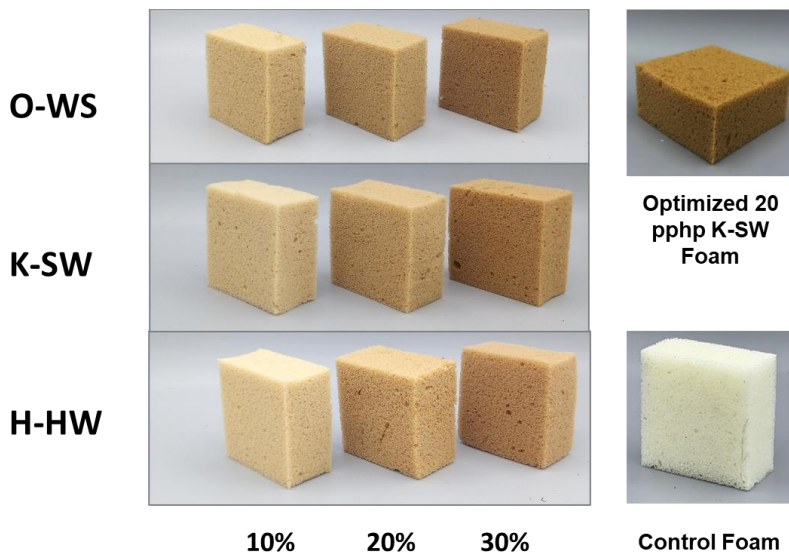 O-WS
K-SW
H-HW
10%
20%
30%
Optimized 20
pphp K-SW
Foam
Control Foam